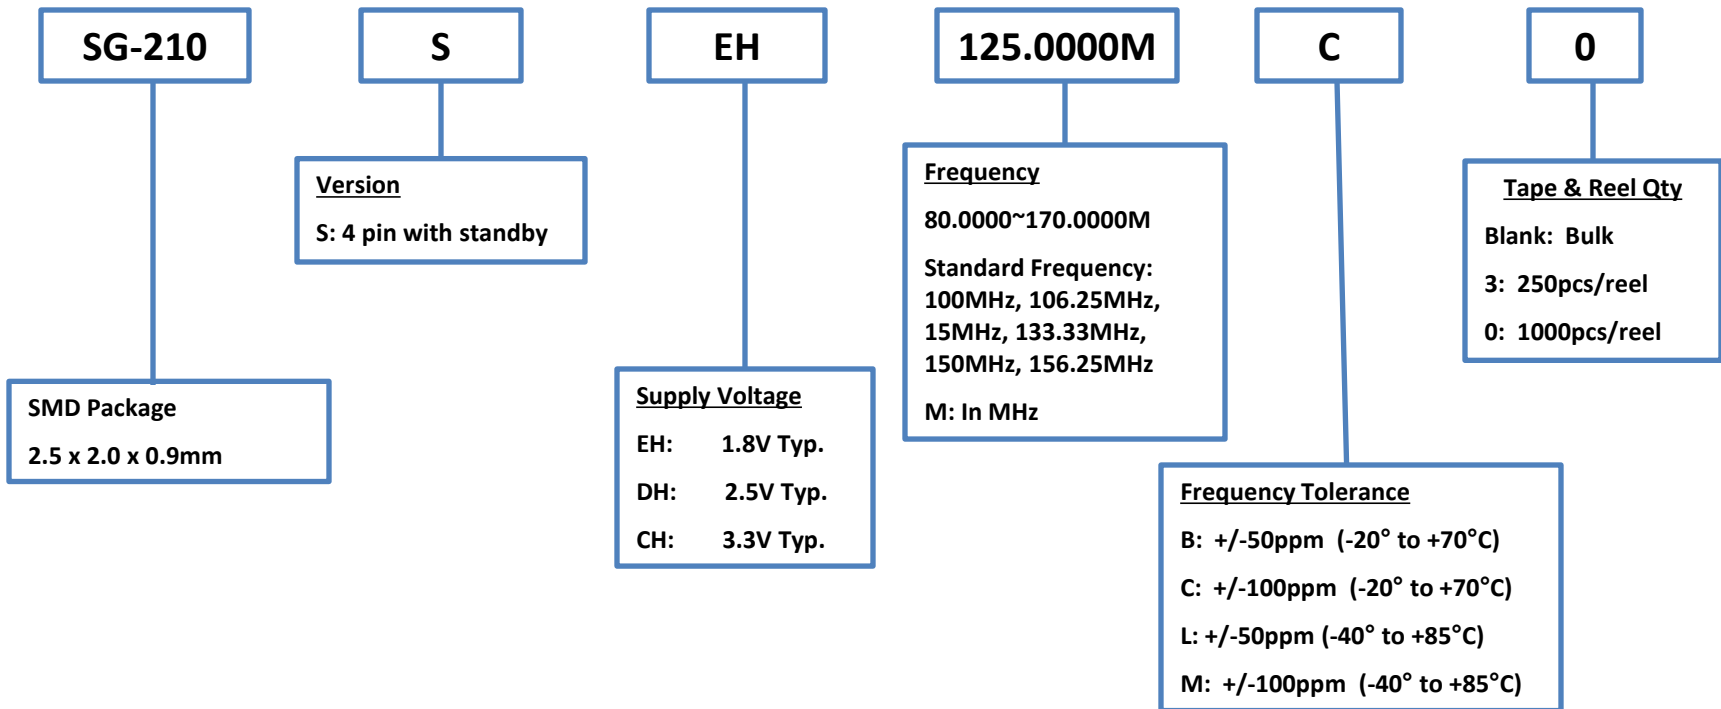 SG-210
S
EH
125.0000M
C
0
Version
S: 4 pin with standby
Frequency
80.0000~170.0000M
Standard Frequency:
100MHz, 106.25MHz,
15MHz, 133.33MHz,
150MHz, 156.25MHz
M: In MHz
Tape & Reel Qty
Blank: Bulk
3: 250pcs/reel
0: 1000pcs/reel
SMD Package
2.5 x 2.0 x 0.9mm
Supply Voltage
EH: 1.8V Typ.
DH: 2.5V Typ.
CH: 3.3V Typ.
Frequency Tolerance
B: +/-50ppm (-20° to +70°C)
C: +/-100ppm (-20° to +70°C)
L: +/-50ppm (-40° to +85°C)
M: +/-100ppm (-40° to +85°C)